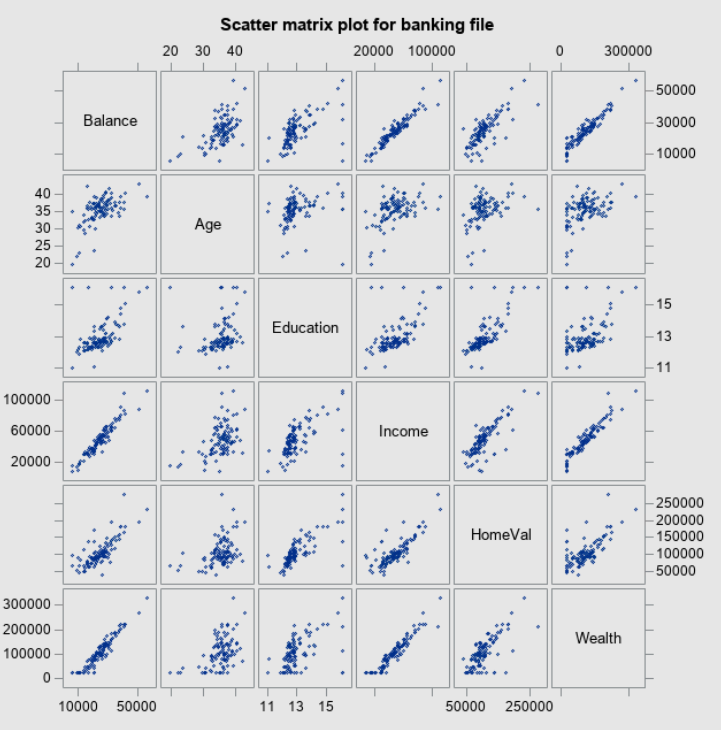 Scatter matrix plot for banking file
20 30 40 20000 100000 0 300000
Balance
50000
30000
10000
40
35
30
25
20
Age
Education
15
13
11
100000
60000
20000
Income
HomeVal
250000
200000
150000
100000
50000
300000
200000
100000
0
Wealth
10000 50000 11 13 15 50000 250000